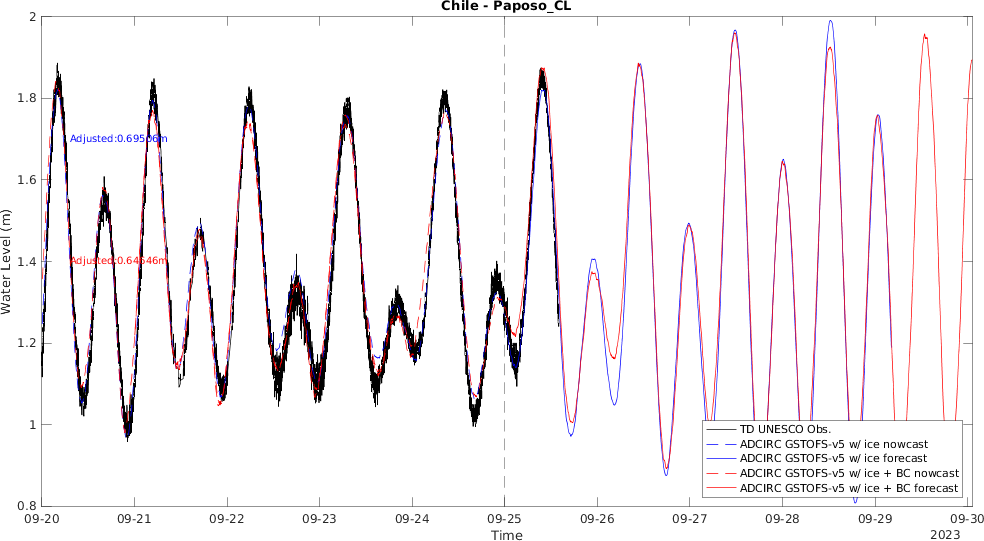 Chile - Paposo_CL
2
1.8
1.6
1.4
1.2
1
0.8
Water Level (m)
Adjusted:0.69506m
Adjusted:0.64646m
TD UNESCO Obs.
ADCIRC GSTOFS-v5 w/ ice nowcast
ADCIRC GSTOFS-v5 w/ ice forecast
ADCIRC GSTOFS-v5 w/ ice + BC nowcast
ADCIRC GSTOFS-v5 w/ ice + BC forecast
09-20 09-21 09-22 09-23 09-24 09-25 09-26 09-27 09-28 09-29 09-30
Time
2023